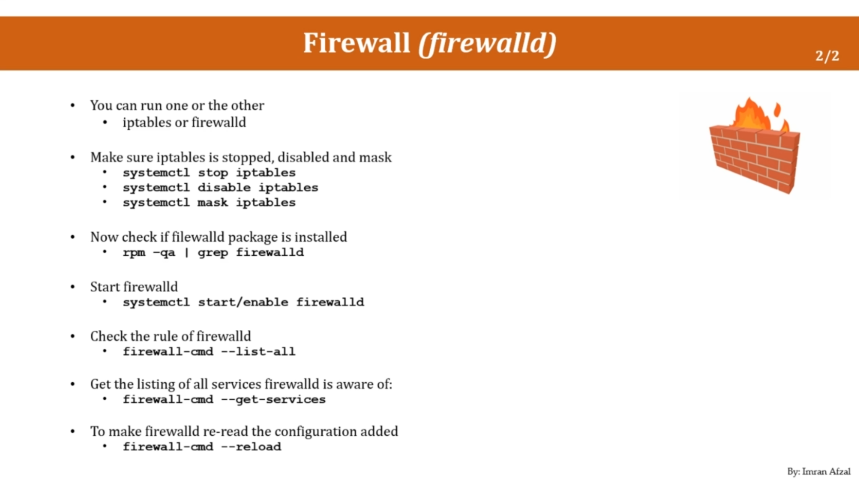 Firewall (firewalld)
2/2
• You can run one or the other
• iptables or firewalld
• Make sure iptables is stopped, disabled and mask
• systemctl stop iptables
• systemctl disable iptables
• systemctl mask iptables
• Now check if filewalld package is installed
• rpm –qa | grep firewalld
• Start firewalld
• systemctl start/enable firewalld
• Check the rule of firewalld
• firewall-cmd --list-all
• Get the listing of all services firewalld is aware of:
• firewall-cmd --get-services
• To make firewalld re-read the configuration added
• firewall-cmd --reload
By: Imran Afzal